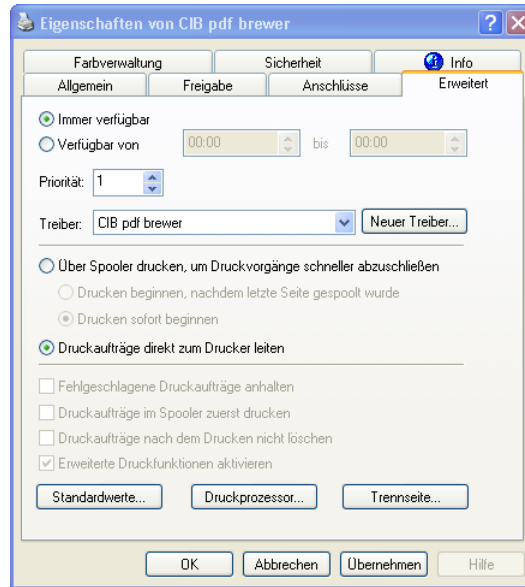 Eigenschaften von CIB pdf brewer
Farbverwaltung Sicherheit Info
Allgemein Freigabe Anschlüsse Erweitert
Immer verfügbar
Verfügbar von 00:00 bis 00:00
Priorität: 1
Treiber: CIB pdf brewer Neuer Treiber...
Über Spooler drucken, um Druckvorgänge schneller abzuschließen
Drucken beginnen, nachdem letzte Seite gespoolt wurde
Drucken sofort beginnen
Druckaufträge direkt zum Drucker leiten
Fehlgeschlagene Druckaufträge anhalten
Druckaufträge im Spooler zuerst drucken
Druckaufträge nach dem Drucken nicht löschen
Erweiterte Druckfunktionen aktivieren
Standardwerte... Druckprozessor... Trennseite...
OK Abbrechen Übernehmen Hilfe